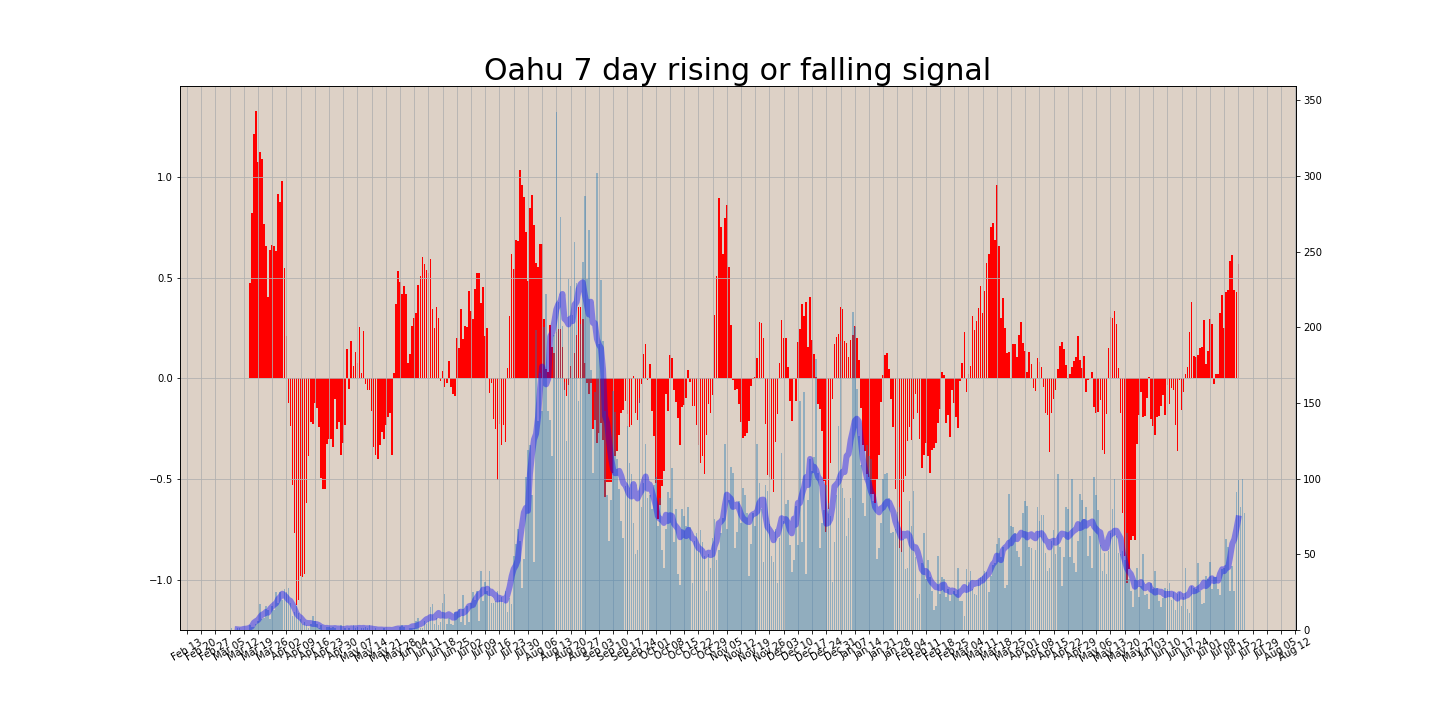 Oahu 7 day rising or falling signal
1.0
0.5
0.0
−0.5
−1.0
350
300
250
200
150
100
50
0
Feb 13
Feb 20
Feb 27
Mar 05
Mar 12
Mar 19
Mar 26
Apr 02
Apr 09
Apr 16
Apr 23
Apr 30
May 07
May 14
May 21
May 28
Jun 04
Jun 11
Jun 18
Jun 25
Jul 02
Jul 09
Jul 16
Jul 23
Jul 30
Aug 06
Aug 13
Aug 20
Aug 27
Sep 03
Sep 10
Sep 17
Sep 24
Oct 01
Oct 08
Oct 15
Oct 22
Oct 29
Nov 05
Nov 12
Nov 19
Nov 26
Dec 03
Dec 10
Dec 17
Dec 24
Dec 31
Jan 07
Jan 14
Jan 21
Jan 28
Feb 04
Feb 11
Feb 18
Feb 25
Mar 04
Mar 11
Mar 18
Mar 25
Apr 01
Apr 08
Apr 15
Apr 22
Apr 29
May 06
May 13
May 20
May 27
Jun 03
Jun 10
Jun 17
Jun 24
Jul 01
Jul 08
Jul 15
Jul 22
Jul 29
Aug 05
Aug 12